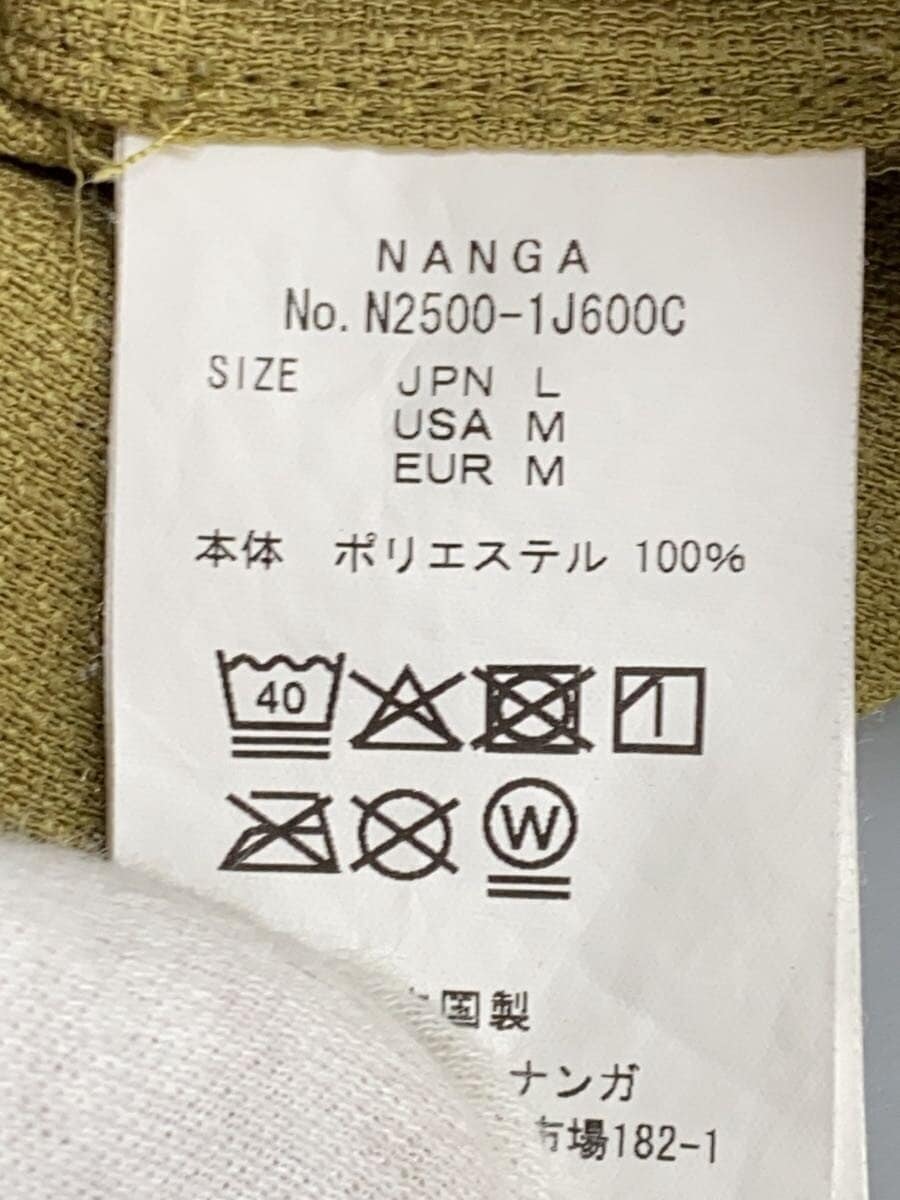 NANGA
No. N2500-1J600C
SIZE JPN L
USA M
EUR M
本体 ポリエステル 100%
40
W
国製
ナンガ
市場182-1